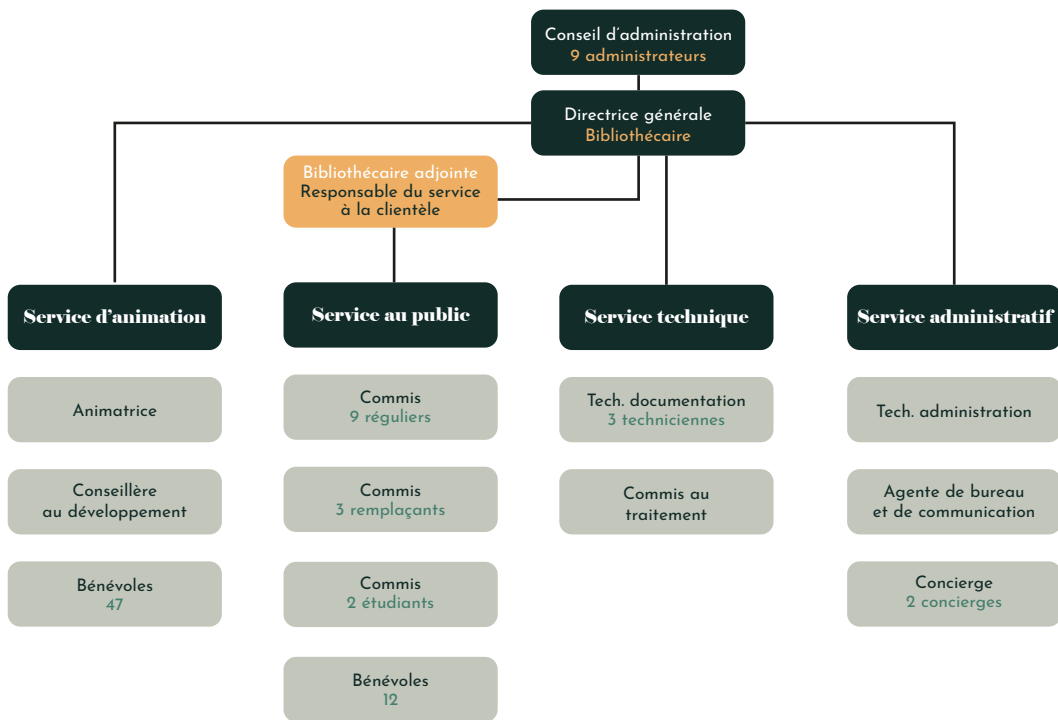 Conseil d'administration
9 administrateurs
Directrice générale
Bibliothécaire
Bibliothécaire adjointe
Responsable du service
à la clientèle
Service d'animation
Animatrice
Conseillère
au développement
Bénévoles
47
Service au public
Commis
9 réguliers
Commis
3 remplaçants
Commis
2 étudiants
Bénévoles
12
Service technique
Tech. documentation
3 techniciennes
Commis au
traitement
Service administratif
Tech. administration
Agente de bureau
et de communication
Concierge
2 concierges